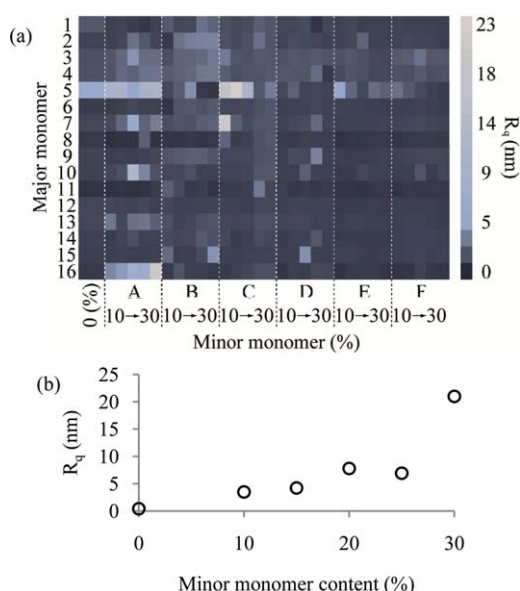 (a)
Major monomer
1
2
3
4
5
6
7
8
9
10
11
12
13
14
15
16
23
18
14
9
5
0
Rq (nm)
0 (%)
A B C D E F
10→30 10→30 10→30 10→30 10→30 10→30
Minor monomer (%)
(b)
Rq (nm)
25
20
15
10
5
0
0 10 20 30
Minor monomer content (%)